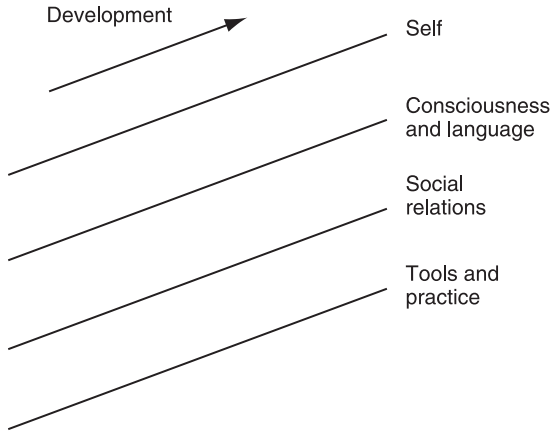 Development
Self
Consciousness
and language
Social
relations
Tools and
practice